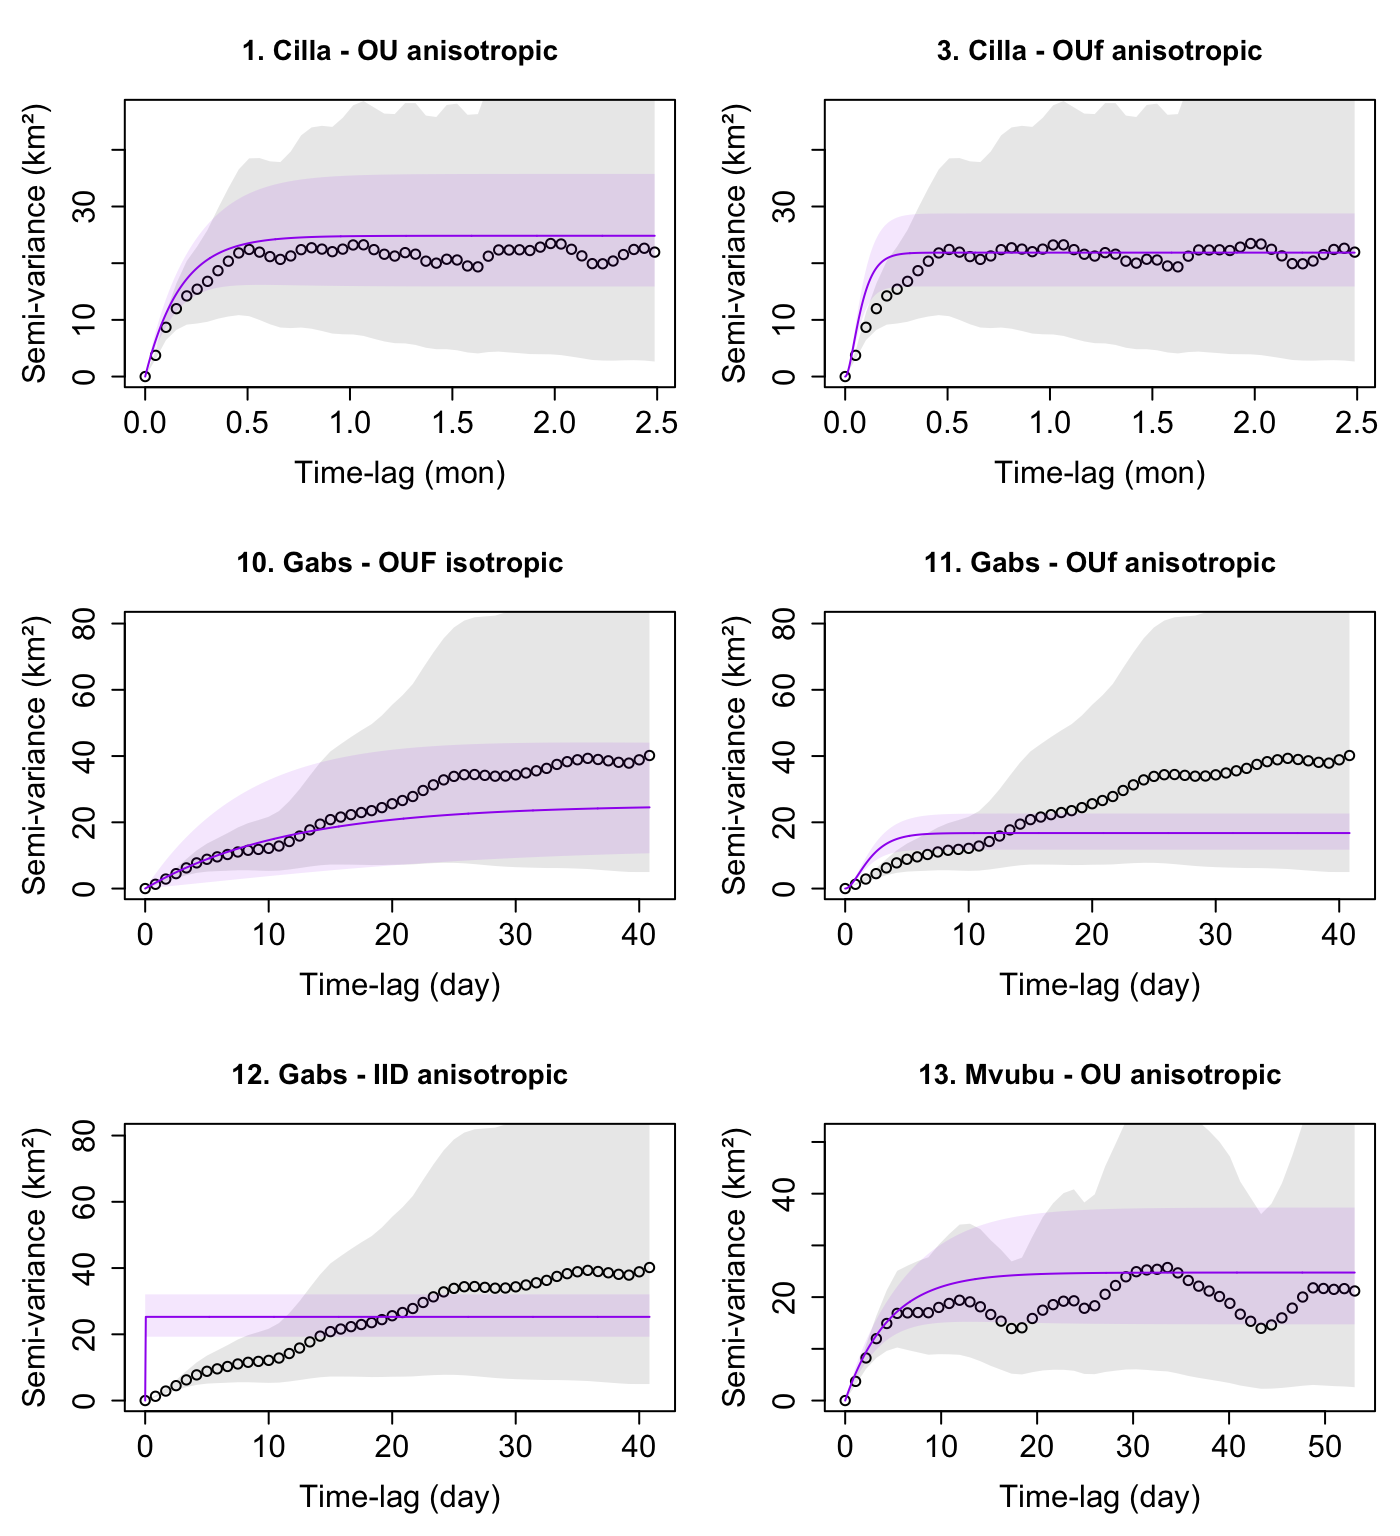 1. Cilla - OU anisotropic
Semi-variance (km²)
0 10 30
0.0 0.5 1.0 1.5 2.0 2.5
Time-lag (mon)
3. Cilla - OUf anisotropic
Semi-variance (km²)
0 10 30
0.0 0.5 1.0 1.5 2.0 2.5
Time-lag (mon)
10. Gabs - OUF isotropic
Semi-variance (km²)
0 20 40 60 80
0 10 20 30 40
Time-lag (day)
11. Gabs - OUf anisotropic
Semi-variance (km²)
0 20 40 60 80
0 10 20 30 40
Time-lag (day)
12. Gabs - IID anisotropic
Semi-variance (km²)
0 20 40 60 80
0 10 20 30 40
Time-lag (day)
13. Mvubu - OU anisotropic
Semi-variance (km²)
0 20 40
0 10 20 30 40 50
Time-lag (day)